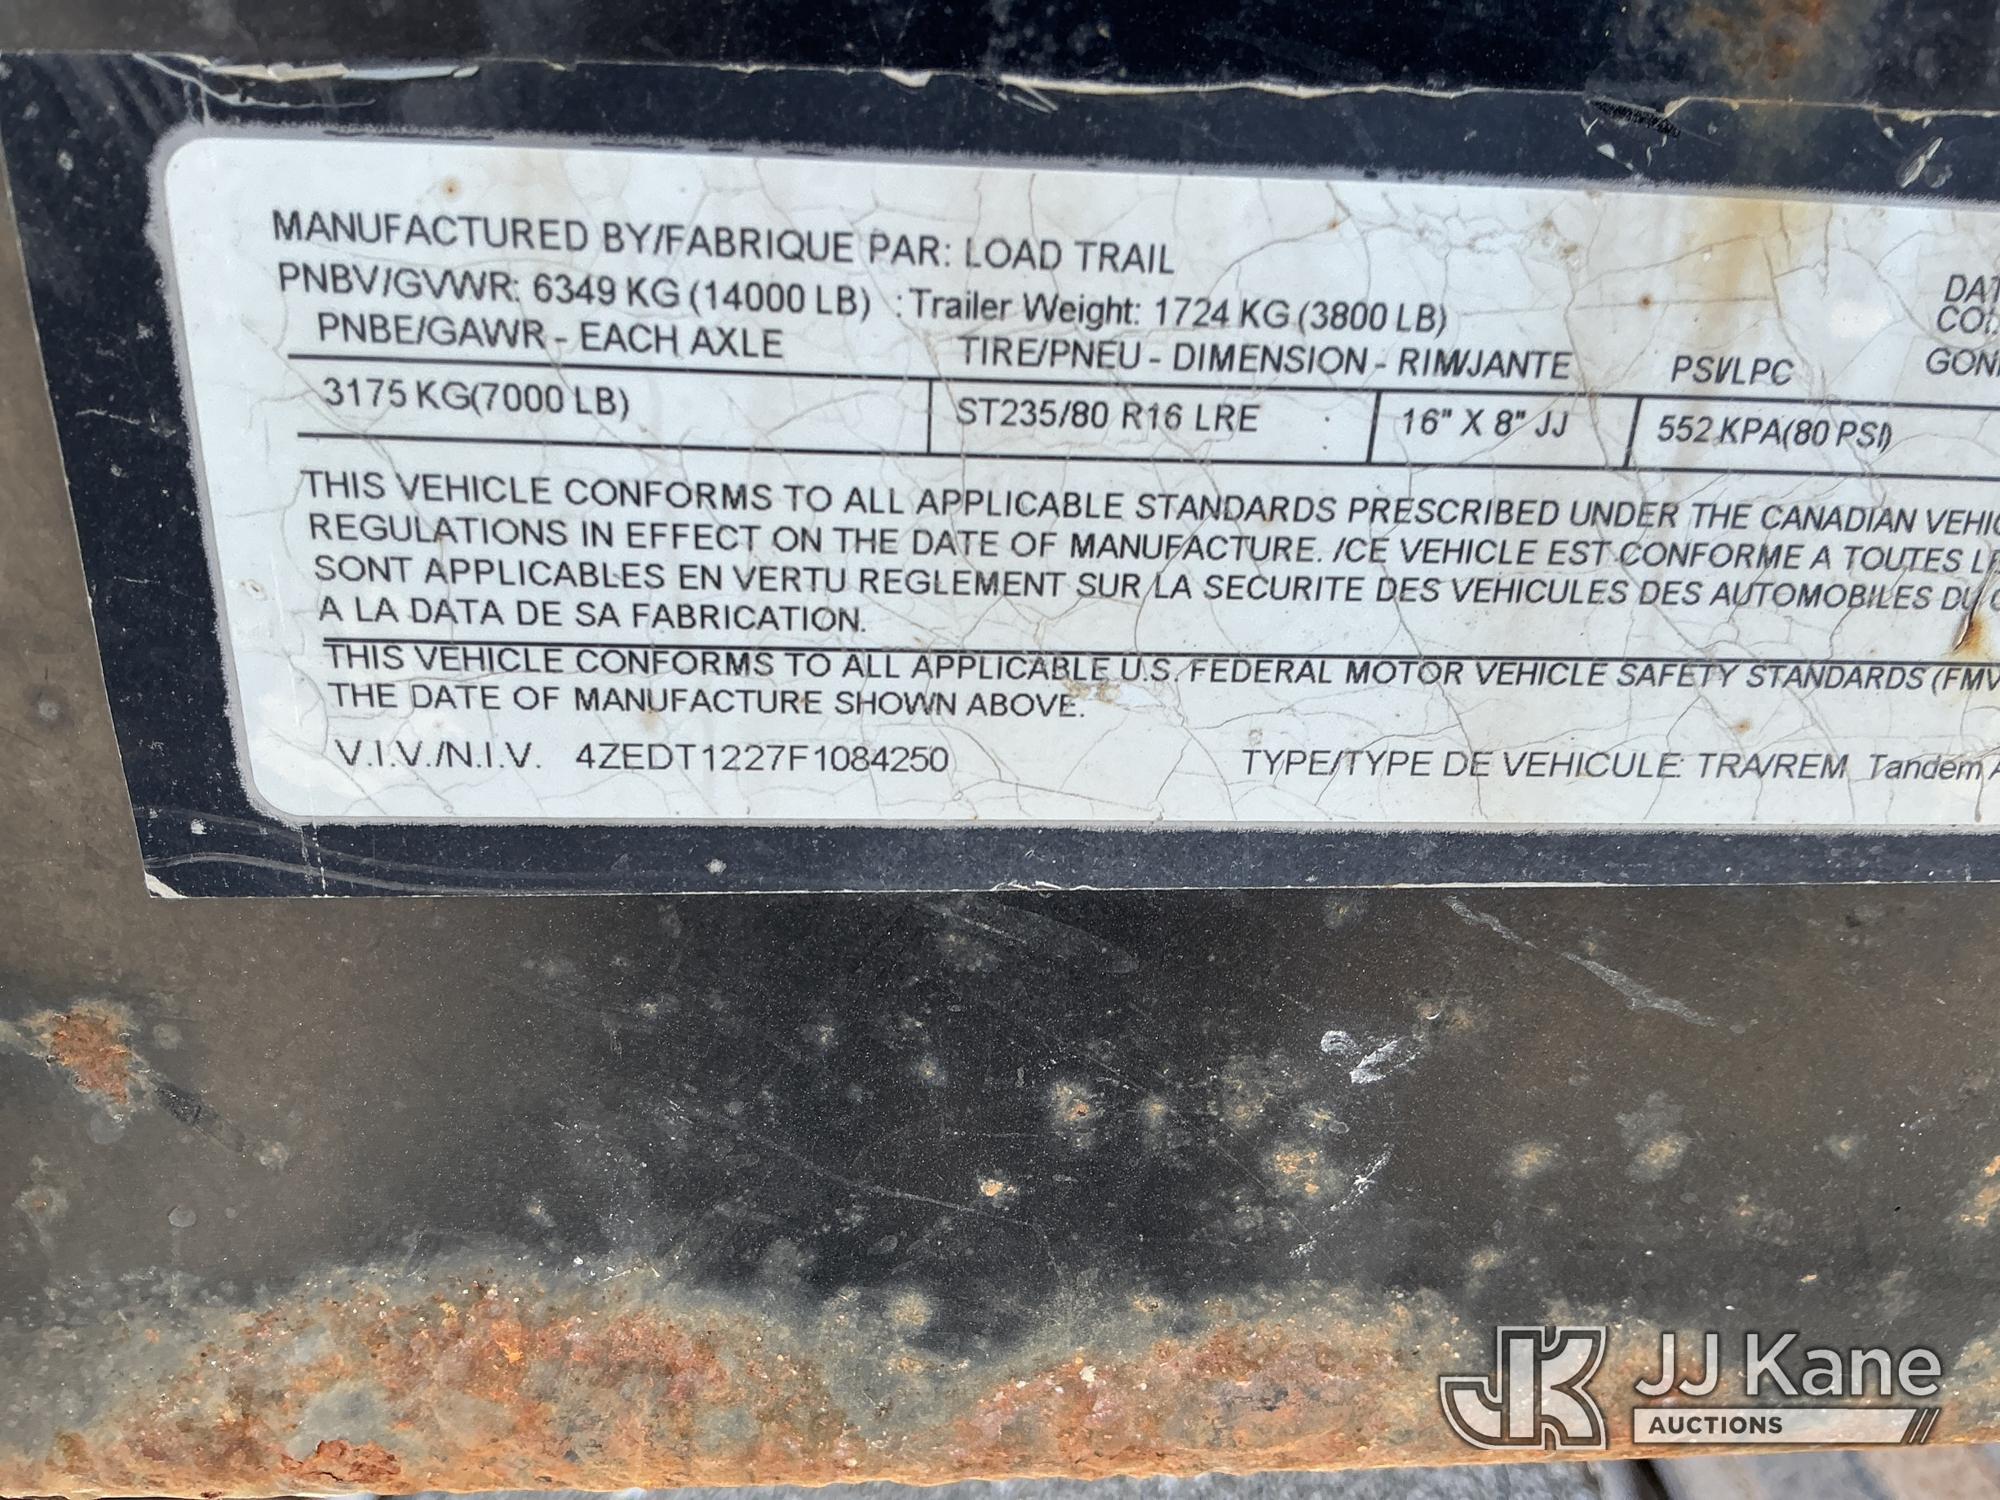 MANUFACTURED BY/FABRIQUE PAR: LOAD TRAIL
PNBV/GVWR: 6349 KG (14000 LB) : Trailer Weight: 1724 KG (3800 LB)
PNBE/GAWR - EACH AXLE TIRE/PNEU - DIMENSION - RIM/JANTE PSI/LPC
3175 KG(7000 LB) ST235/80 R16 LRE 16" X 8" JJ 552 KPA(80 PSI)
THIS VEHICLE CONFORMS TO ALL APPLICABLE STANDARDS PRESCRIBED UNDER THE CANADIAN VEHIC
REGULATIONS IN EFFECT ON THE DATE OF MANUFACTURE. /CE VEHICLE EST CONFORME A TOUTES
SONT APPLICABLES EN VERTU REGLEMENT SUR LA SECURITE DES VEHICULES DES AUTOMOBILES DU
A LA DATA DE SA FABRICATION.
THIS VEHICLE CONFORMS TO ALL APPLICABLE U.S. FEDERAL MOTOR VEHICLE SAFETY STANDARDS (FMV
THE DATE OF MANUFACTURE SHOWN ABOVE.
V.I.V./N.I.V. 4ZEDT1227F1084250 TYPE/TYPE DE VEHICULE: TRA/REM Tandem A
JK JJ Kane
AUCTIONS